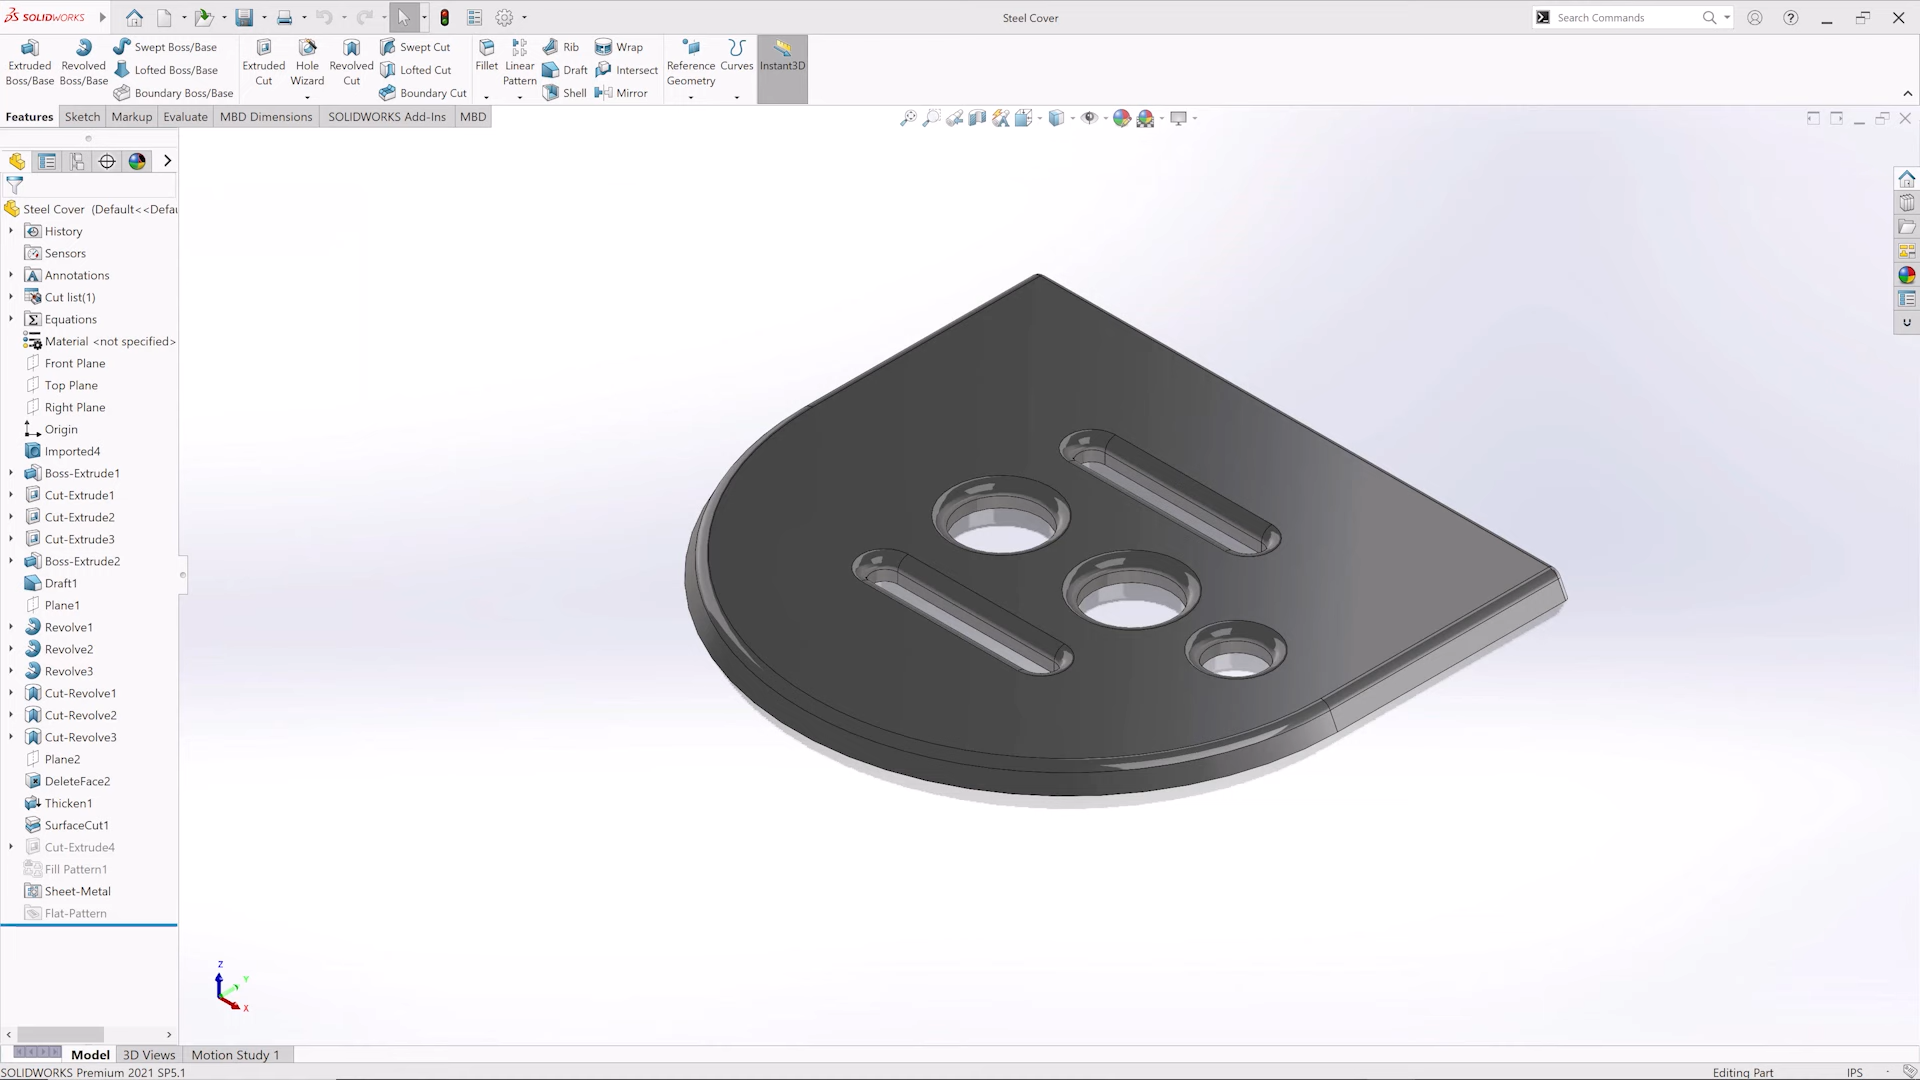 SOLIDWORKS
Steel Cover
Search Commands
Extruded Boss/Base
Revolved Boss/Base
Swept Boss/Base
Lofted Boss/Base
Boundary Boss/Base
Extruded Cut
Hole Wizard
Revolved Cut
Swept Cut
Lofted Cut
Boundary Cut
Fillet
Linear Pattern
Rib
Draft
Shell
Wrap
Intersect
Mirror
Reference Geometry
Curves
Instant3D
Features
Sketch
Markup
Evaluate
MBD Dimensions
SOLIDWORKS Add-Ins
MBD
Steel Cover (Default<<Defau
History
Sensors
Annotations
Cut list(1)
Equations
Material <not specified>
Front Plane
Top Plane
Right Plane
Origin
Imported4
Boss-Extrude1
Cut-Extrude1
Cut-Extrude2
Cut-Extrude3
Boss-Extrude2
Draft1
Plane1
Revolve1
Revolve2
Revolve3
Cut-Revolve1
Cut-Revolve2
Cut-Revolve3
Plane2
DeleteFace2
Thicken1
SurfaceCut1
Cut-Extrude4
Fill Pattern1
Sheet-Metal
Flat-Pattern
Z
Y
X
Model
3D Views
Motion Study 1
SOLIDWORKS Premium 2021 SP5.1
Editing Part
IPS